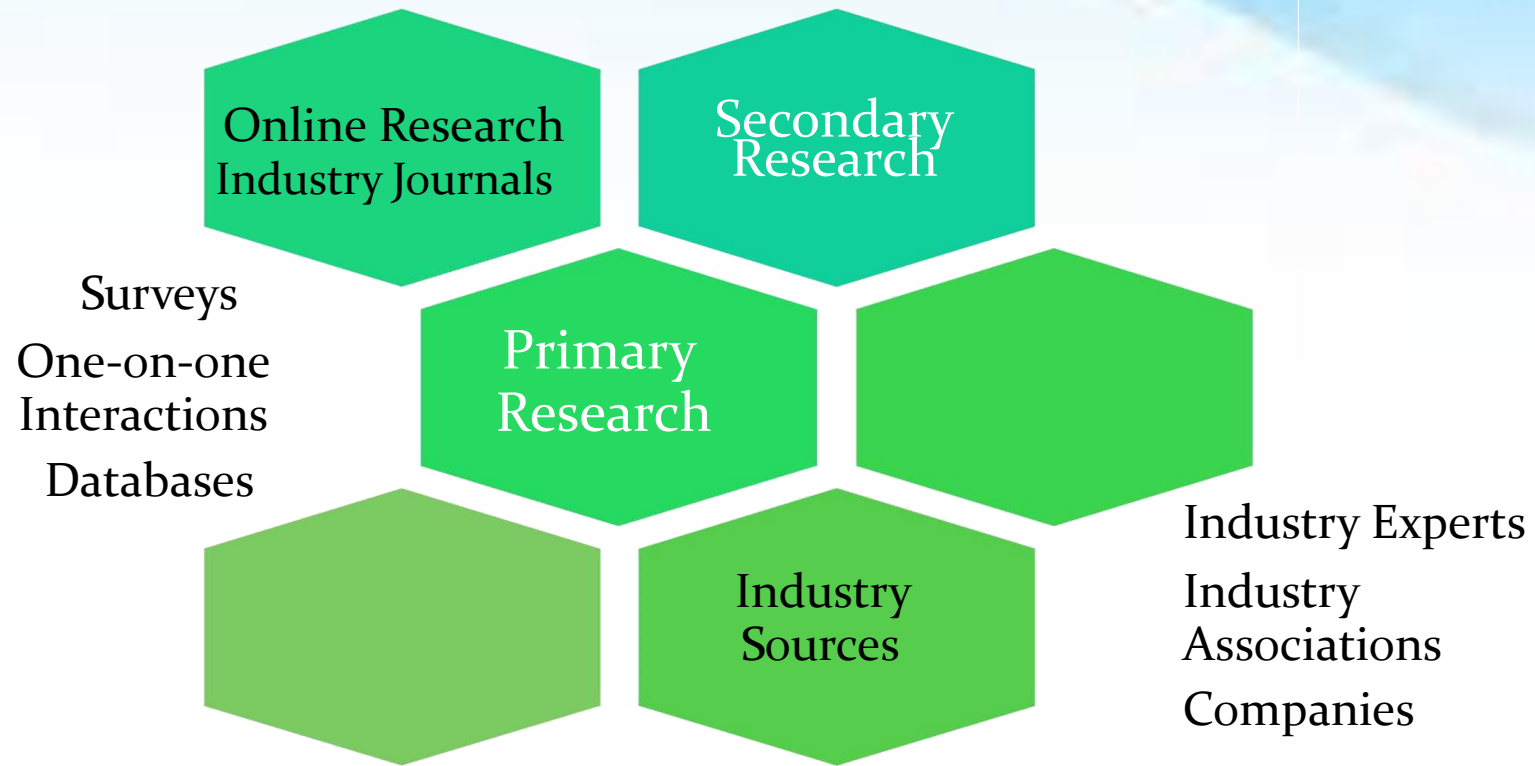 Online Research
Industry Journals
Secondary
Research
Surveys
One-on-one
Interactions
Databases
Primary
Research
Industry
Sources
Industry Experts
Industry
Associations
Companies